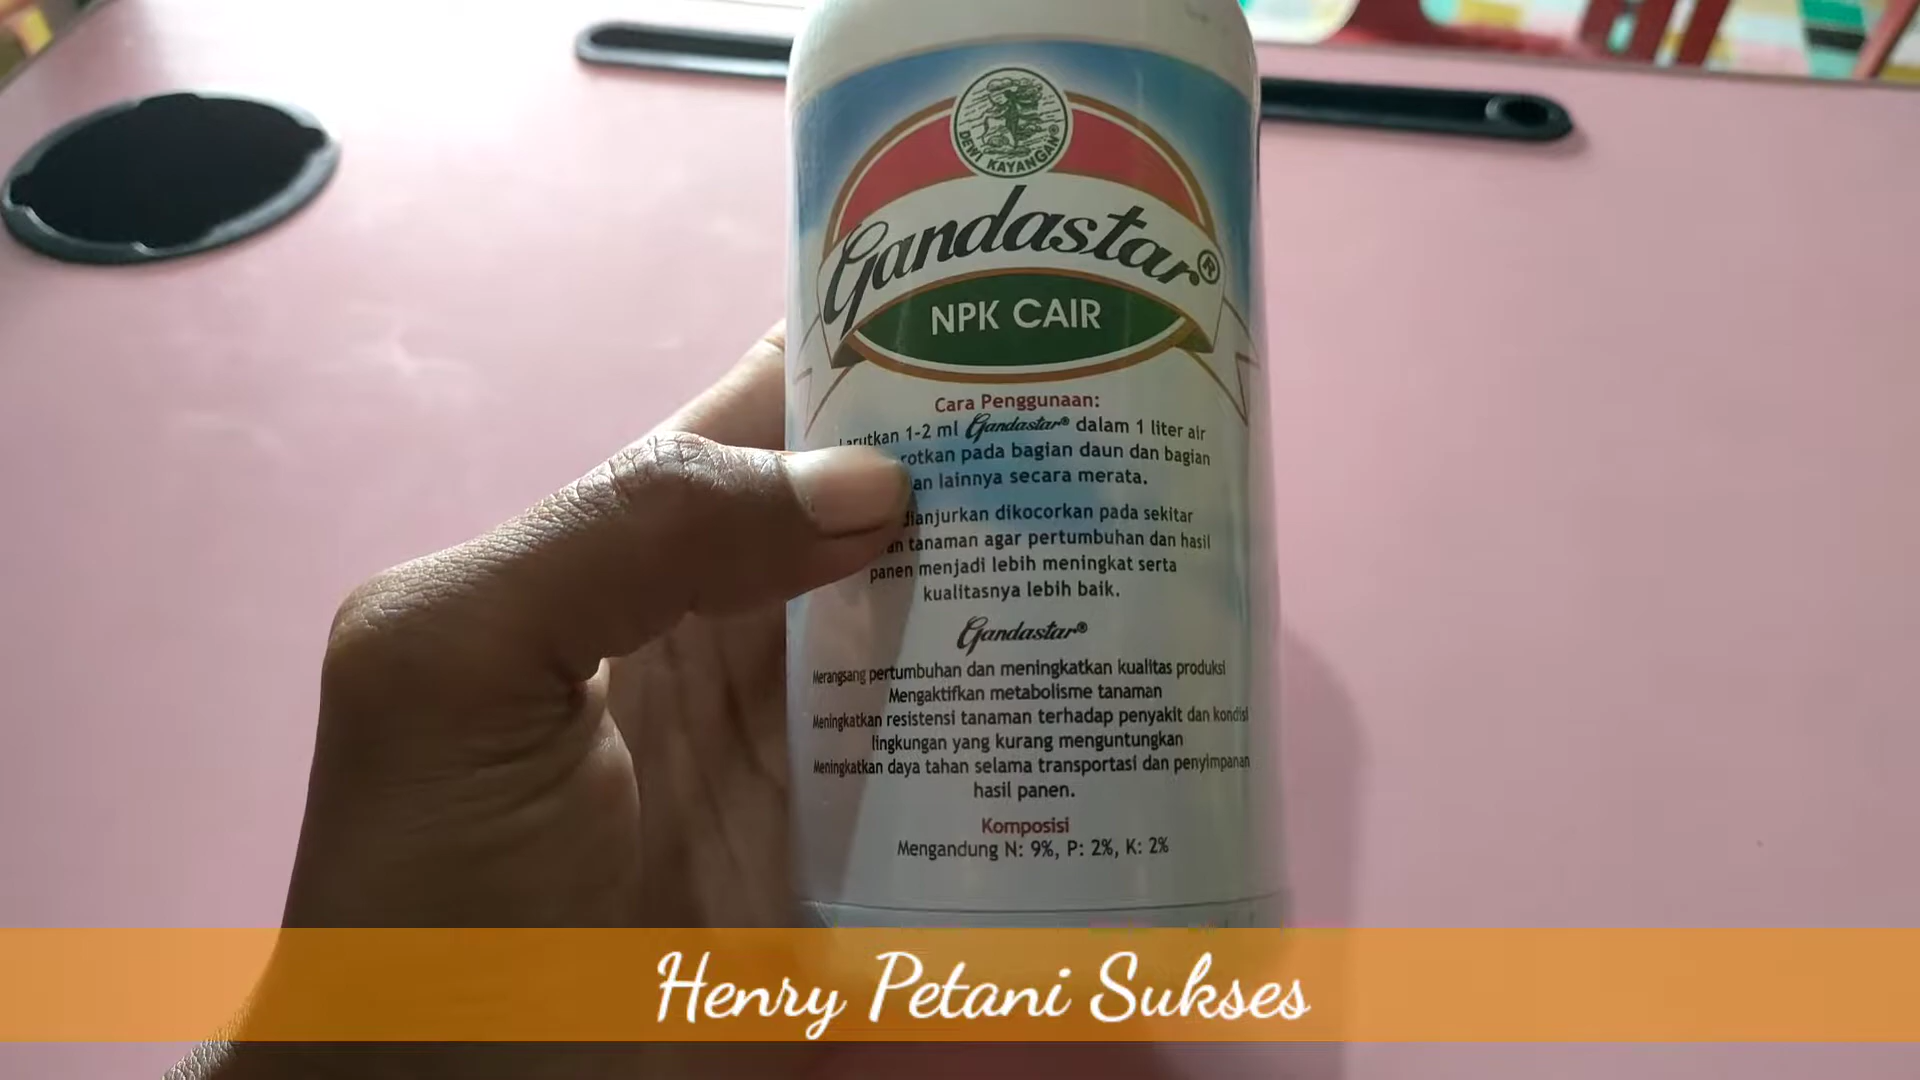 DEWI KAYANGAN®
Gandastar®
NPK CAIR
Cara Penggunaan:
Larutkan 1-2 ml Gandastar® dalam 1 liter air
pada bagian daun dan bagian
lainnya secara merata.
dianjurkan dikocorkan pada sekitar
tanaman agar pertumbuhan dan hasil
panen menjadi lebih meningkat serta
kualitasnya lebih baik.
Gandastar®
Merangsang pertumbuhan dan meningkatkan kualitas produksi
Mengaktifkan metabolisme tanaman
Meningkatkan resistensi tanaman terhadap penyakit dan kondisi
lingkungan yang kurang menguntungkan
Meningkatkan daya tahan selama transportasi dan penyimpanan
hasil panen.
Komposisi
Mengandung N: 9%, P: 2%, K: 2%
Henry Petani Sukses